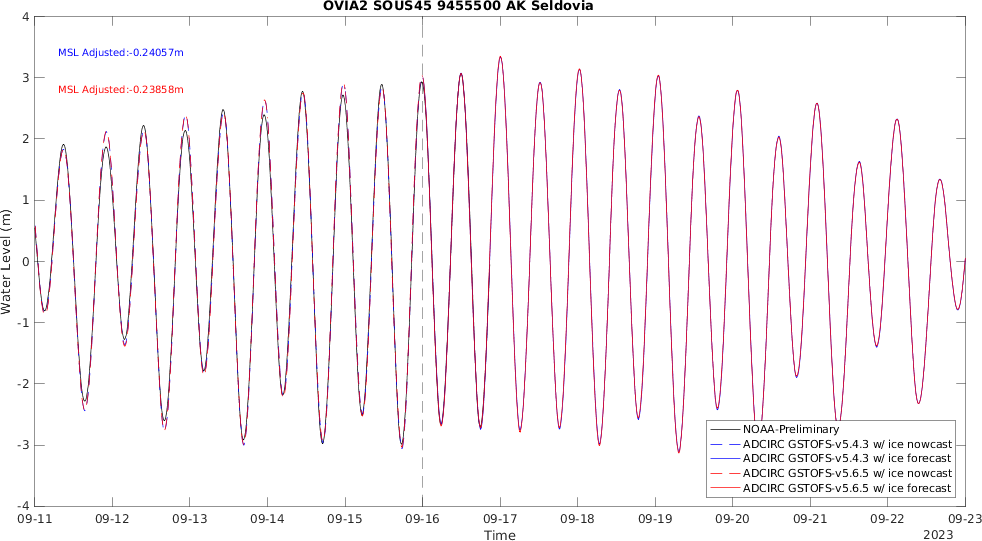 OVIA2 SOUS45 9455500 AK Seldovia
MSL Adjusted:-0.24057m
MSL Adjusted:-0.23858m
Water Level (m)
4
3
2
1
0
-1
-2
-3
-4
NOAA-Preliminary
ADCIRC GSTOFS-v5.4.3 w/ ice nowcast
ADCIRC GSTOFS-v5.4.3 w/ ice forecast
ADCIRC GSTOFS-v5.6.5 w/ ice nowcast
ADCIRC GSTOFS-v5.6.5 w/ ice forecast
09-11 09-12 09-13 09-14 09-15 09-16 09-17 09-18 09-19 09-20 09-21 09-22 09-23
Time
2023